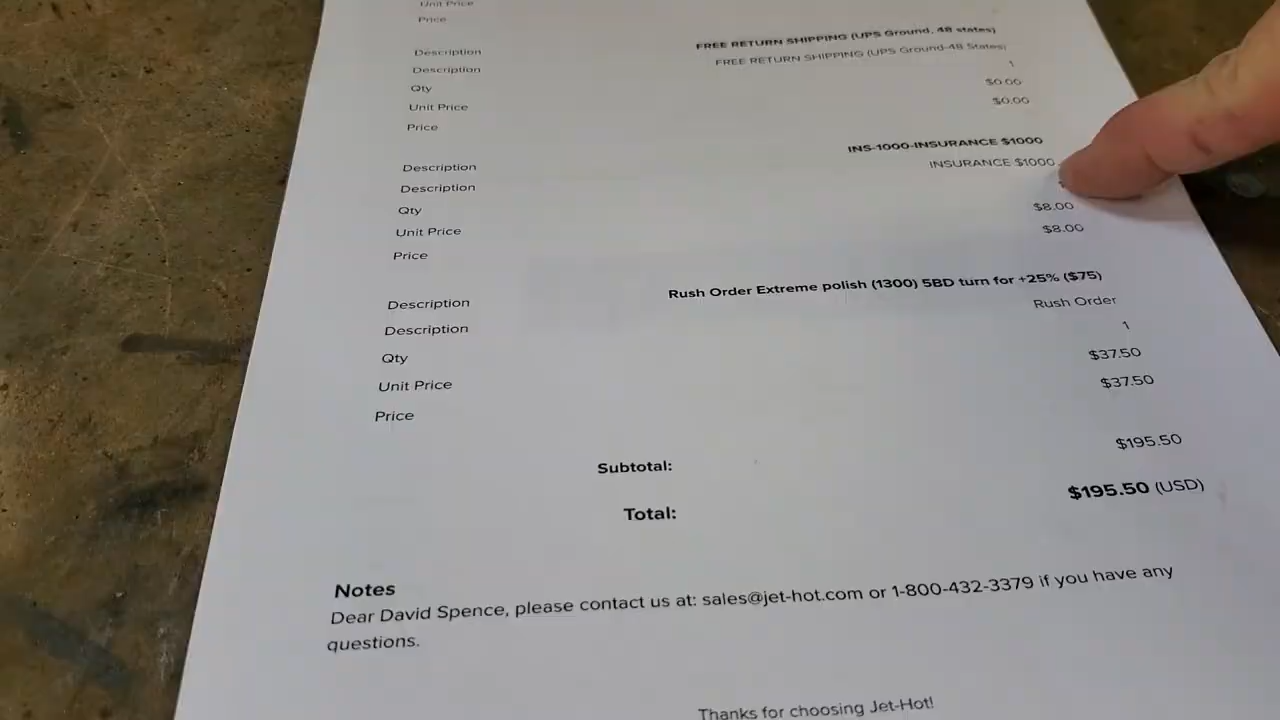 Unit Price
Price
Description FREE RETURN SHIPPING (UPS Ground, 48 states)
Description FREE RETURN SHIPPING (UPS Ground-48 States)
Qty 1
Unit Price $0.00
Price $0.00
Description INS-1000-INSURANCE $1000
Description INSURANCE $1000
Qty
Unit Price $8.00
Price $8.00
Description Rush Order Extreme polish (1300) 5BD turn for +25% ($75)
Description Rush Order
Qty 1
Unit Price $37.50
Price $37.50
Subtotal: $195.50
Total: $195.50 (USD)
Notes
Dear David Spence, please contact us at: sales@jet-hot.com or 1-800-432-3379 if you have any
questions.
Thanks for choosing Jet-Hot!